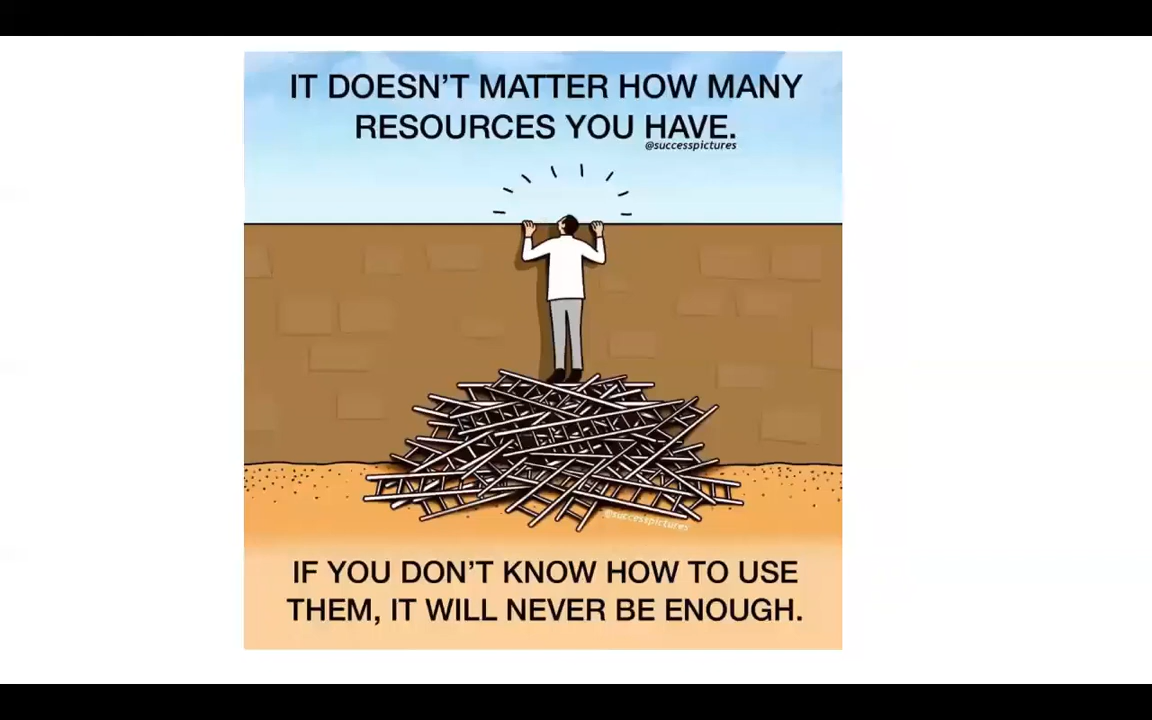 IT DOESN'T MATTER HOW MANY
RESOURCES YOU HAVE.
@successpictures
@successpictures
IF YOU DON'T KNOW HOW TO USE
THEM, IT WILL NEVER BE ENOUGH.